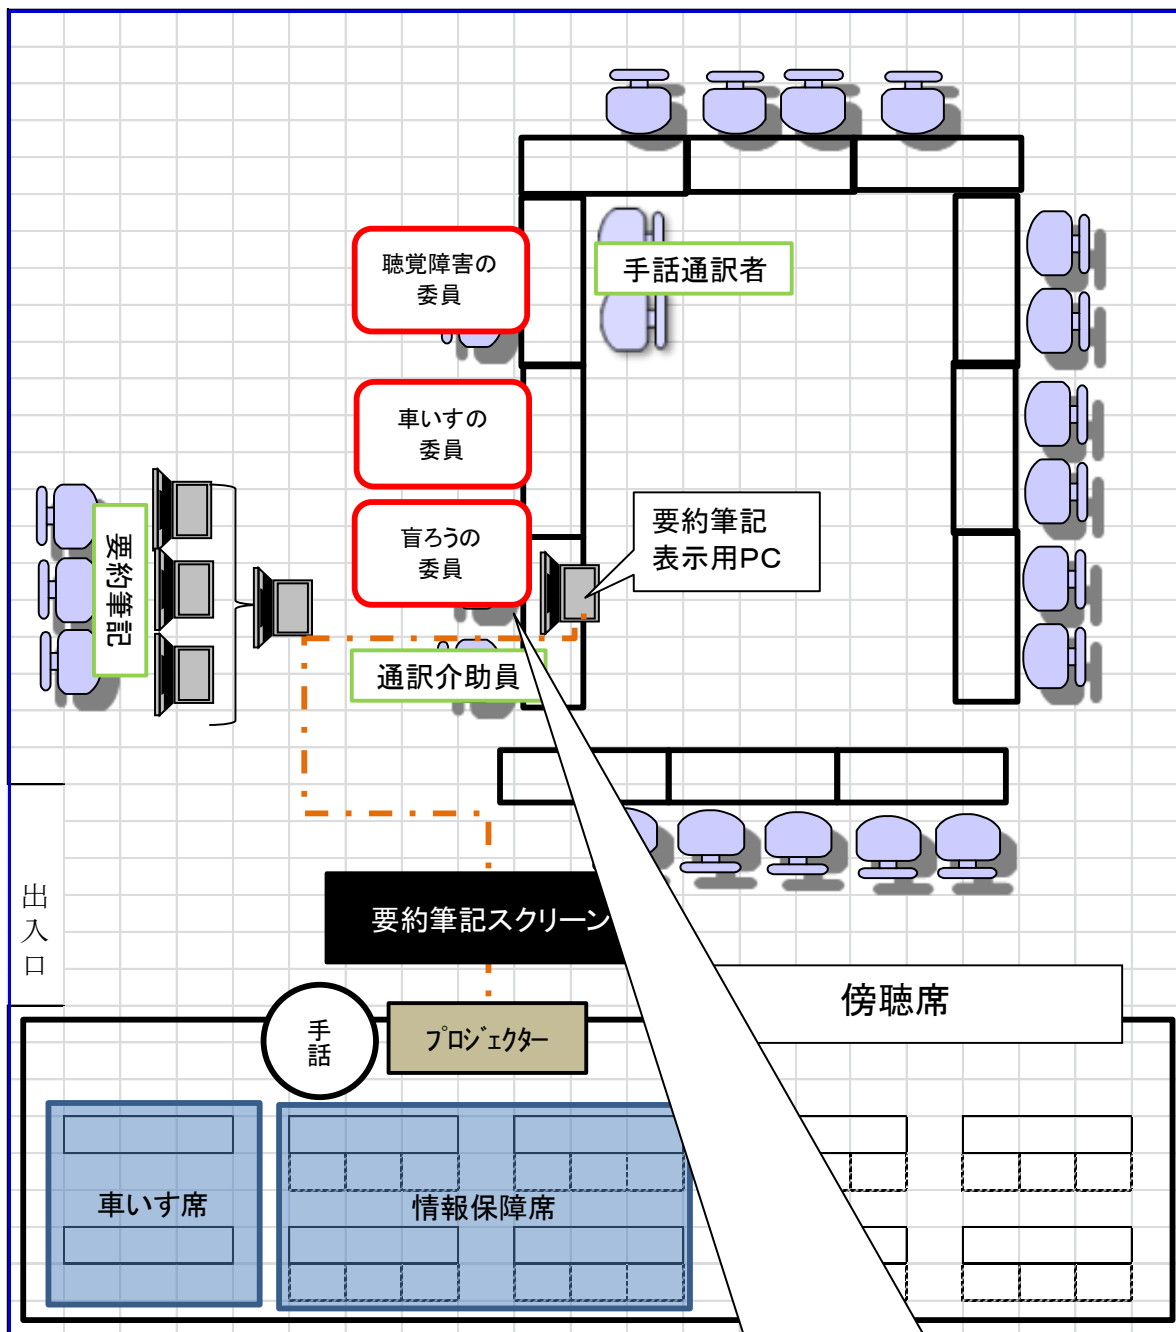 聴覚障害の
委員
手話通訳者
車いすの
委員
盲ろうの
委員
要約筆記
表示用PC
要約筆記
通訳介助員
出入口
要約筆記スクリーン
傍聴席
手話
プロジェクター
車いす席
情報保障席